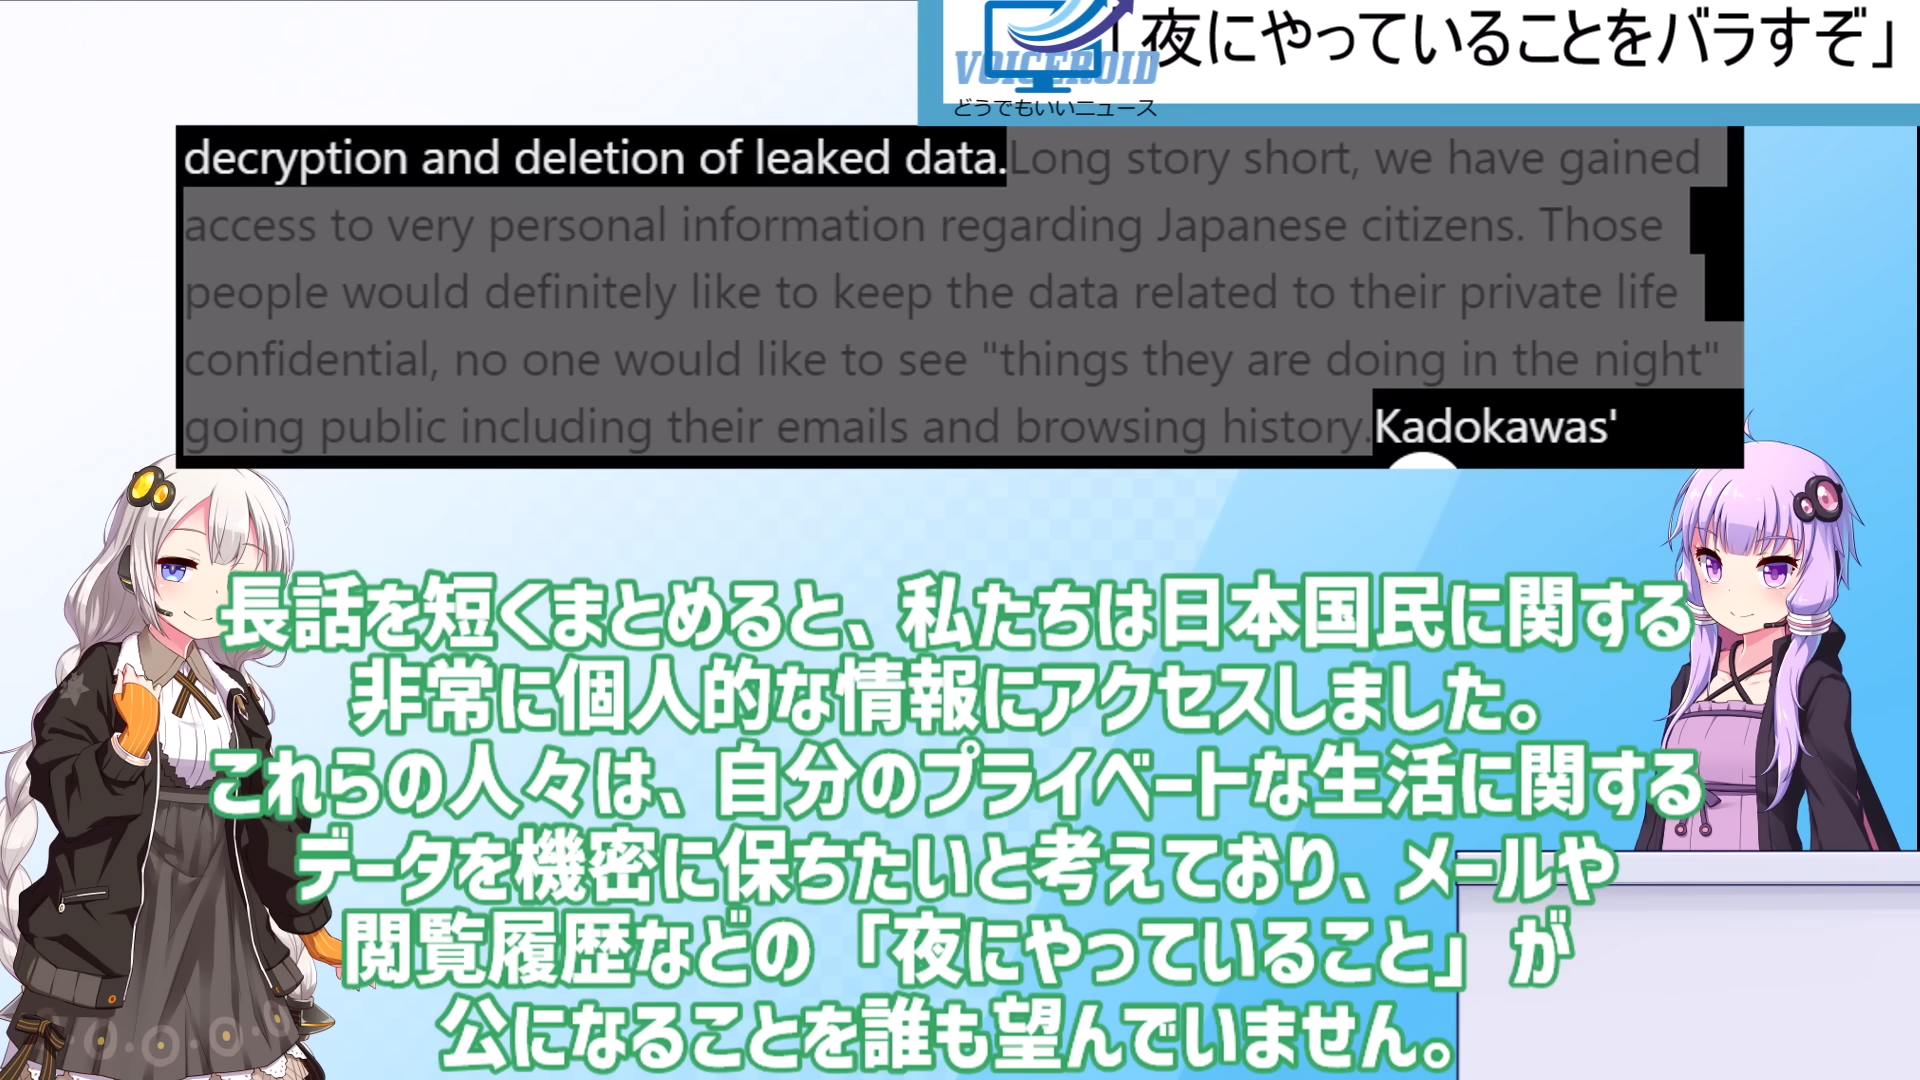 「夜にやっていることをバラすぞ」
VOICEROID
どうでもいいニュース
decryption and deletion of leaked data.Long story short, we have gained
access to very personal information regarding Japanese citizens. Those
people would definitely like to keep the data related to their private life
confidential, no one would like to see "things they are doing in the night"
going public including their emails and browsing history.Kadokawas'
長話を短くまとめると、私たちは日本国民に関する
非常に個人的な情報にアクセスしました。
これらの人々は、自分のプライベートな生活に関する
データを機密に保ちたいと考えており、メールや
閲覧履歴などの「夜にやっていること」が
公になることを誰も望んでいません。